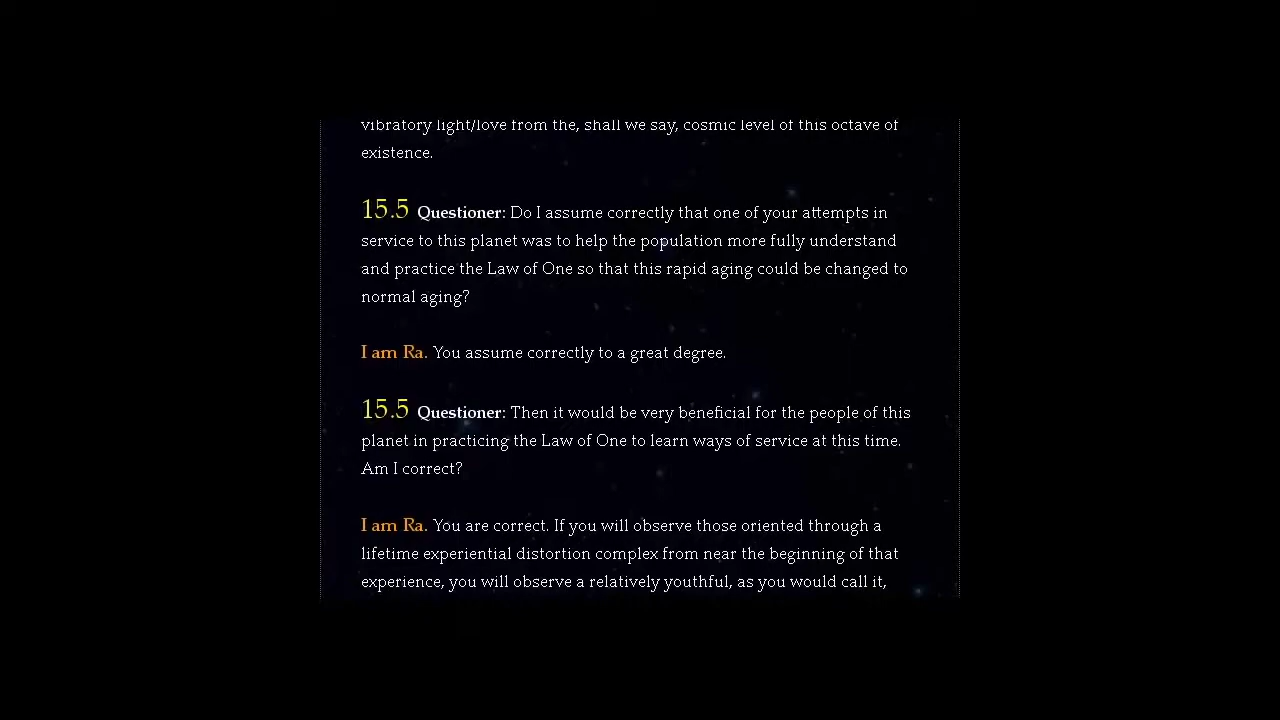 vibratory light/love from the, shall we say, cosmic level of this octave of
existence.
15.5 Questioner: Do I assume correctly that one of your attempts in
service to this planet was to help the population more fully understand
and practice the Law of One so that this rapid aging could be changed to
normal aging?
I am Ra. You assume correctly to a great degree.
15.5 Questioner: Then it would be very beneficial for the people of this
planet in practicing the Law of One to learn ways of service at this time.
Am I correct?
I am Ra. You are correct. If you will observe those oriented through a
lifetime experiential distortion complex from near the beginning of that
experience, you will observe a relatively youthful, as you would call it,